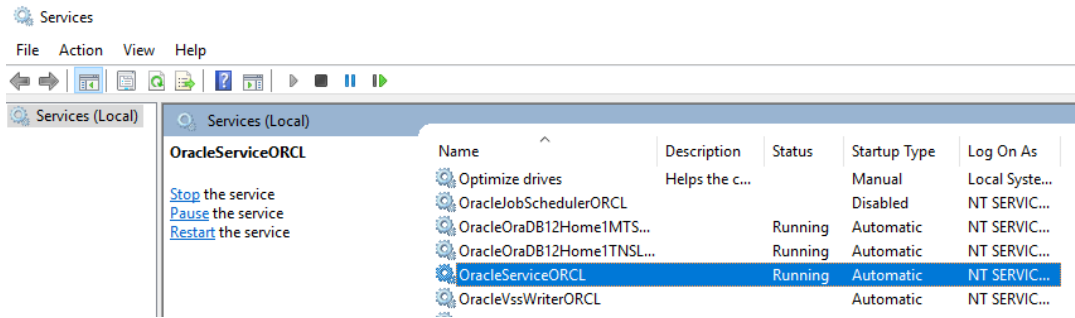 Services
File Action View Help
Services (Local)
Services (Local)
OracleServiceORCL
Stop the service
Pause the service
Restart the service
Name Description Status Startup Type Log On As
Optimize drives Helps the c... Manual Local Syste...
OracleJobSchedulerORCL Disabled NT SERVIC...
OracleOraDB12Home1MTS... Running Automatic NT SERVIC...
OracleOraDB12Home1TNSL... Running Automatic NT SERVIC...
OracleServiceORCL Running Automatic NT SERVIC...
OracleVssWriterORCL Automatic NT SERVIC...